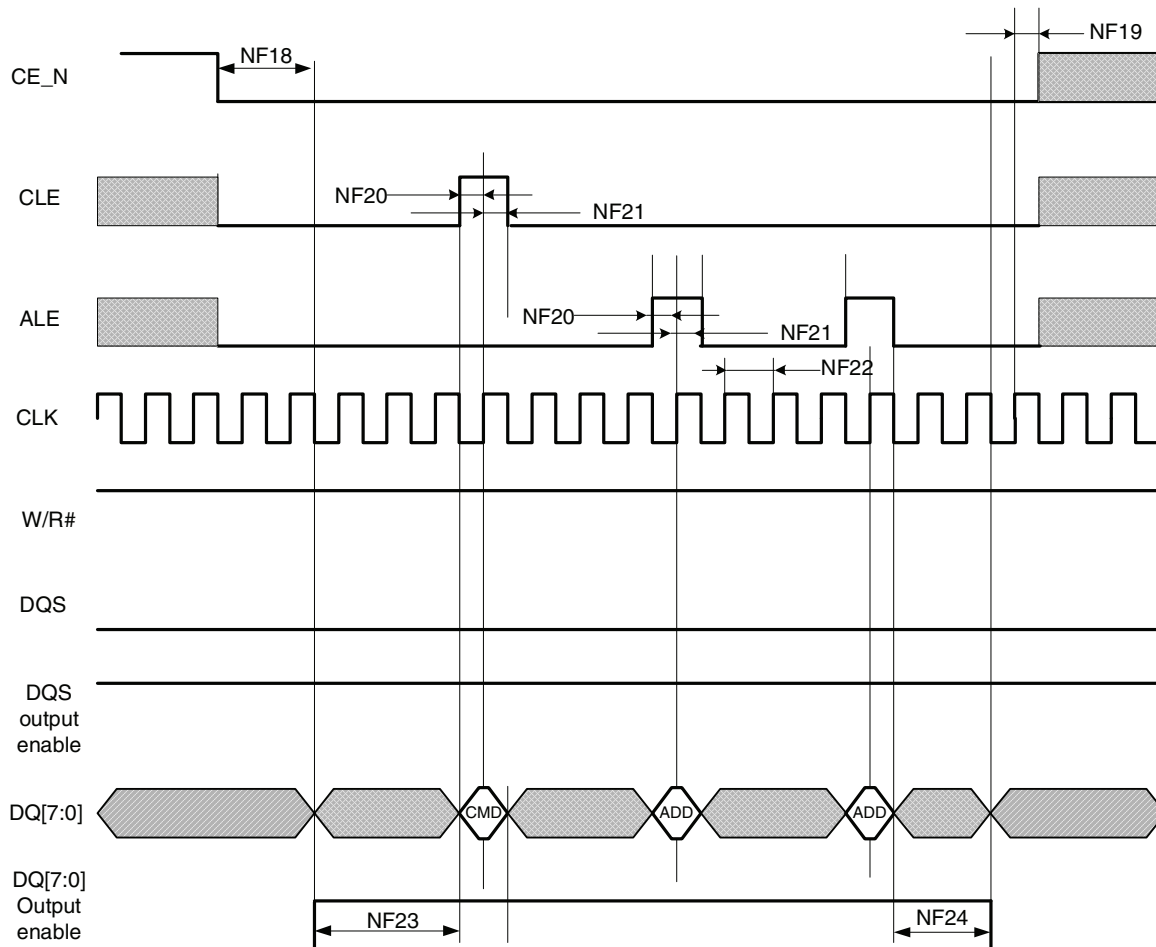 NF19
NF18
CE_N
CLE
NF20
NF21
ALE
NF20
NF21
NF22
CLK
W/R#
DQS
DQS
output
enable
DQ[7:0]
CMD
ADD
ADD
DQ[7:0]
Output
enable
NF23
NF24